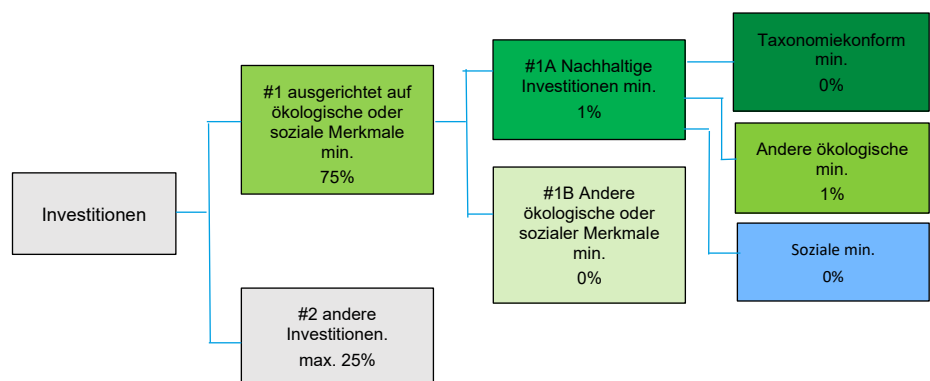 Investitionen
#1 ausgerichtet auf
ökologische oder
soziale Merkmale
min.
75%
#2 andere
Investitionen.
max. 25%
#1A Nachhaltige
Investitionen min.
1%
#1B Andere
ökologische oder
sozialer Merkmale
min.
0%
Taxonomiekonform
min.
0%
Andere ökologische
min.
1%
Soziale min.
0%